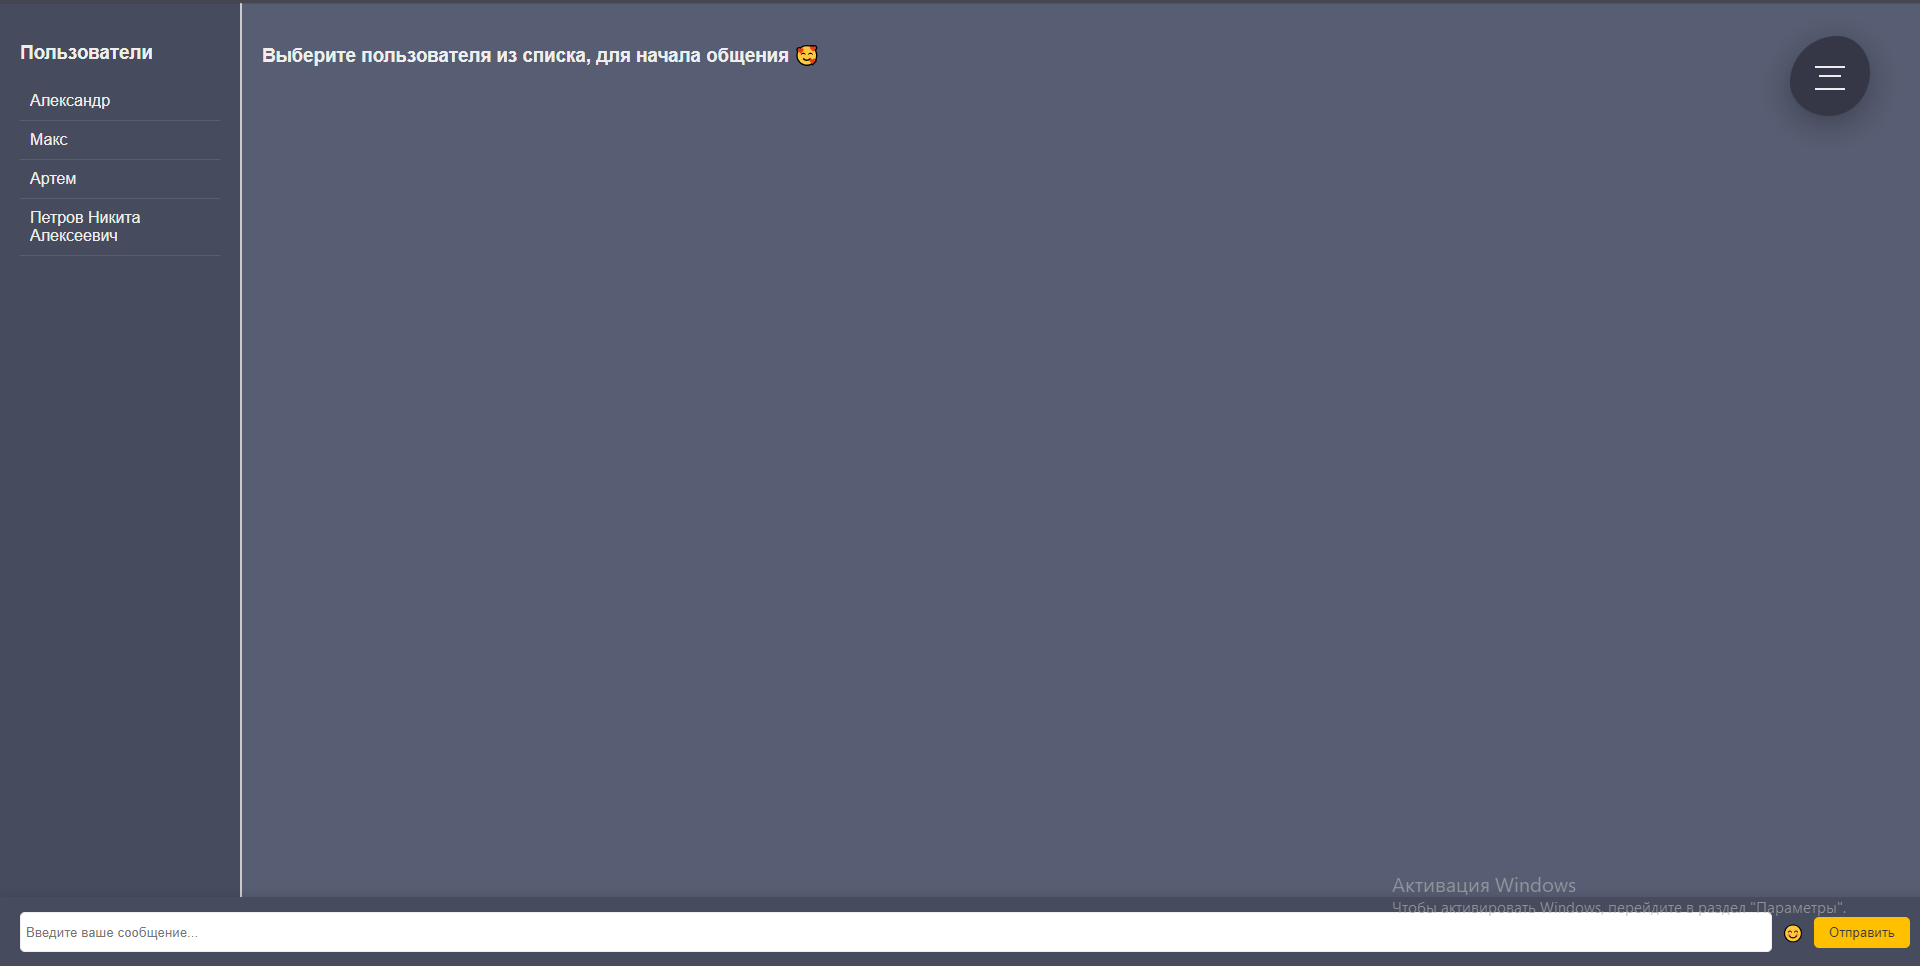 Пользователи
Александр
Макс
Артем
Петров Никита
Алексеевич
Выберите пользователя из списка, для начала общения 🥰
Активация Windows
Чтобы активировать Windows, перейдите в раздел "Параметры".
Введите ваше сообщение...
😊
Отправить